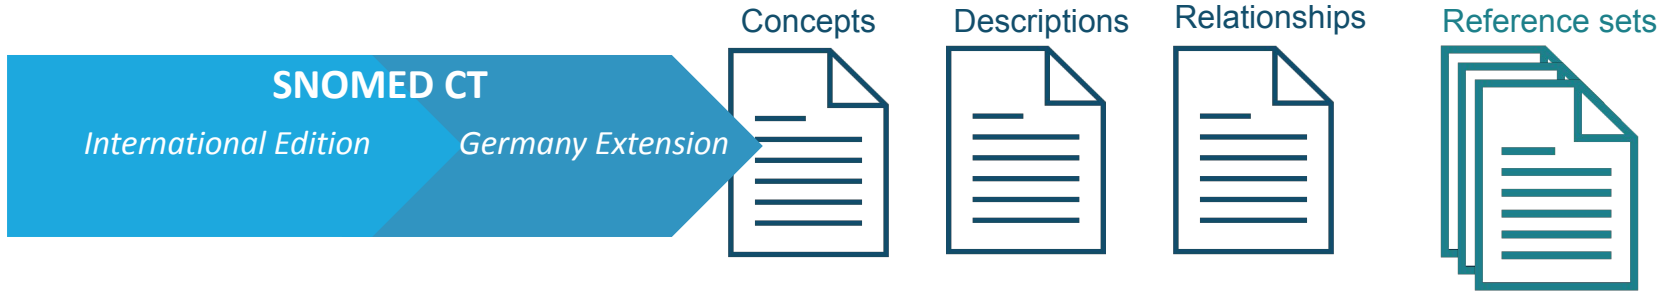 Concepts
Descriptions
Relationships
Reference sets
SNOMED CT
International Edition
Germany Extension